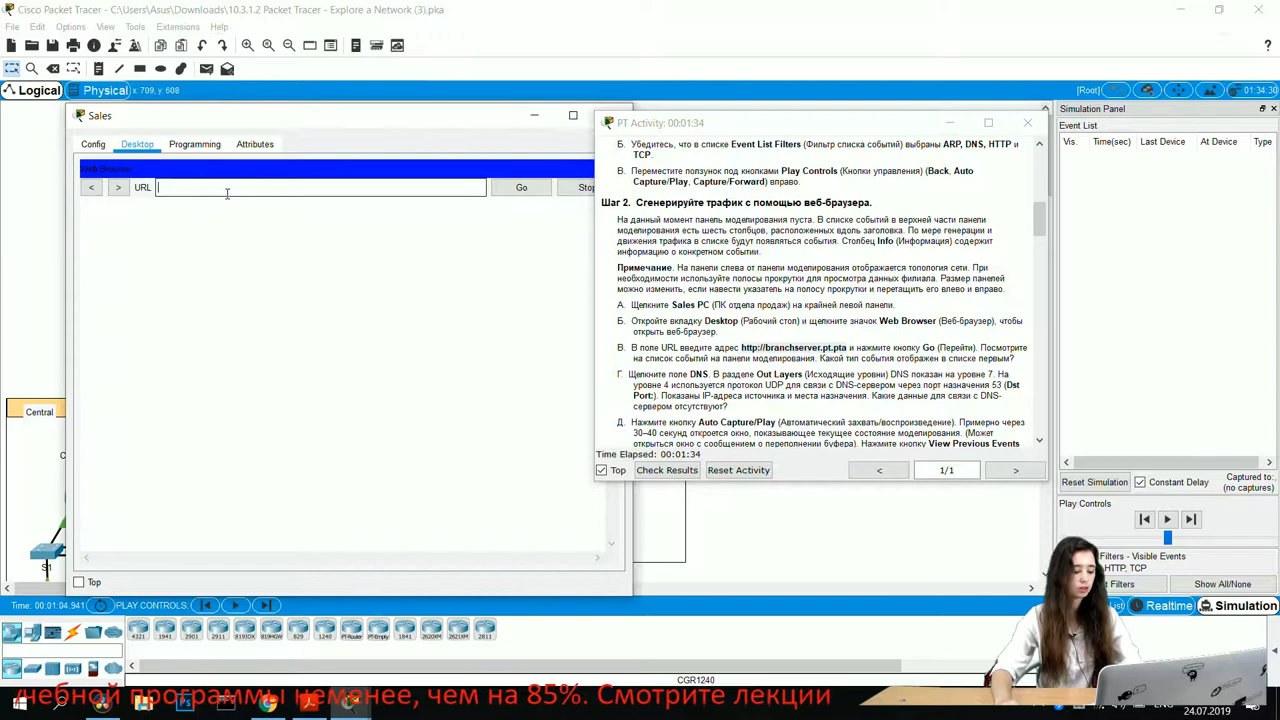 Cisco Packet Tracer - C:\Users\Asus\Downloads\10.3.1.2 Packet Tracer - Explore a Network (3).pka
File Edit Options View Tools Extensions Help
Logical Physical x: 709, y: 608 [Root] 01:34:30
Sales
Config Desktop Programming Attributes
Web Browser
< > URL Go Stop
Central
S1
Top
PT Activity: 00:01:34
Б. Убедитесь, что в списке Event List Filters (Фильтр списка событий) выбраны ARP, DNS, HTTP и
TCP.
В. Переместите ползунок под кнопками Play Controls (Кнопки управления) (Back, Auto
Capture/Play, Capture/Forward) вправо.
Шаг 2. Сгенерируйте трафик с помощью веб-браузера.
На данный момент панель моделирования пуста. В списке событий в верхней части панели
моделирования есть шесть столбцов, расположенных вдоль заголовка. По мере генерации и
движения трафика в списке будут появляться события. Столбец Info (Информация) содержит
информацию о конкретном событии.
Примечание. На панели слева от панели моделирования отображается топология сети. При
необходимости используйте полосы прокрутки для просмотра данных филиала. Размер панелей
можно изменить, если навести указатель на полосу прокрутки и перетащить его влево и вправо.
А. Щелкните Sales PC (ПК отдела продаж) на крайней левой панели.
Б. Откройте вкладку Desktop (Рабочий стол) и щелкните значок Web Browser (Веб-браузер), чтобы
открыть веб-браузер.
В. В поле URL введите адрес http://branchserver.pt.pta и нажмите кнопку Go (Перейти). Посмотрите
на список событий на панели моделирования. Какой тип события отображен в списке первым?
Г. Щелкните поле DNS. В разделе Out Layers (Исходящие уровни) DNS показан на уровне 7. На
уровне 4 используется протокол UDP для связи с DNS-сервером через порт назначения 53 (Dst
Port:). Показаны IP-адреса источника и места назначения. Какие данные для связи с DNS-
сервером отсутствуют?
Д. Нажмите кнопку Auto Capture/Play (Автоматический захват/воспроизведение). Примерно через
30–40 секунд откроется окно, показывающее текущее состояние моделирования. (Может
открыться окно с сообщением о переполнении буфера). Нажмите кнопку View Previous Events
Time Elapsed: 00:01:34
Top Check Results Reset Activity < 1/1 >
Simulation Panel
Event List
Vis. Time(sec) Last Device At Device Type
Reset Simulation Constant Delay Captured to:
(no captures)
Play Controls
Filters - Visible Events
HTTP, TCP
Filters Show All/None
Time: 00:01:04.941 PLAY CONTROLS: List Realtime Simulation
4321 1941 2901 2911 819IOX 819HGW 829 1240 PT-Router PT-Empty 1841 2620XM 2621XM 2811
CGR1240
чебной программы неменее, чем на 85%. Смотрите лекции
24.07.2019